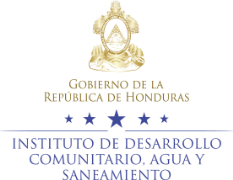 GOBIERNO DE LA
REPÚBLICA DE HONDURAS
INSTITUTO DE DESARROLLO
COMUNITARIO, AGUA Y
SANEAMIENTO